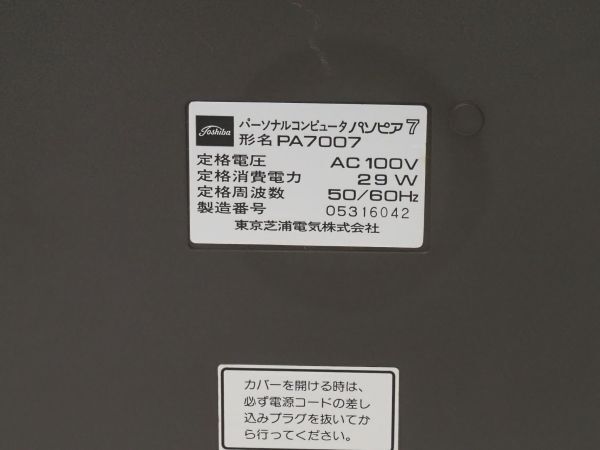 Toshiba
パーソナルコンピュータ パソピア7
形名 PA7007
定格電圧 AC 100V
定格消費電力 29 W
定格周波数 50/60Hz
製造番号 05316042
東京芝浦電気株式会社
カバーを開ける時は、
必ず電源コードの差し
込みプラグを抜いてか
ら行ってください。